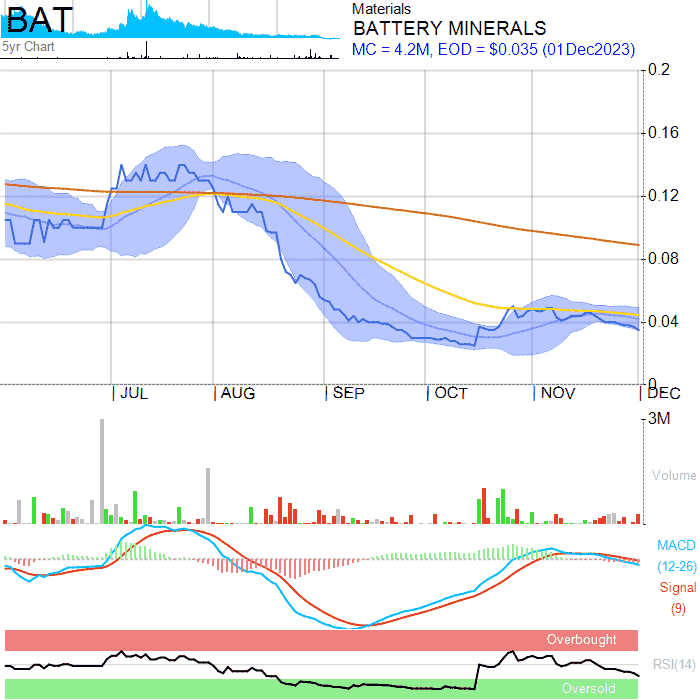 BAT
5yr Chart
Materials
BATTERY MINERALS
MC = 4.2M, EOD = $0.035 (01Dec2023)
0.2
0.16
0.12
0.08
0.04
0
JUL AUG SEP OCT NOV DEC
3M
Volume
MACD
(12-26)
Signal
(9)
Overbought
RSI(14)
Oversold